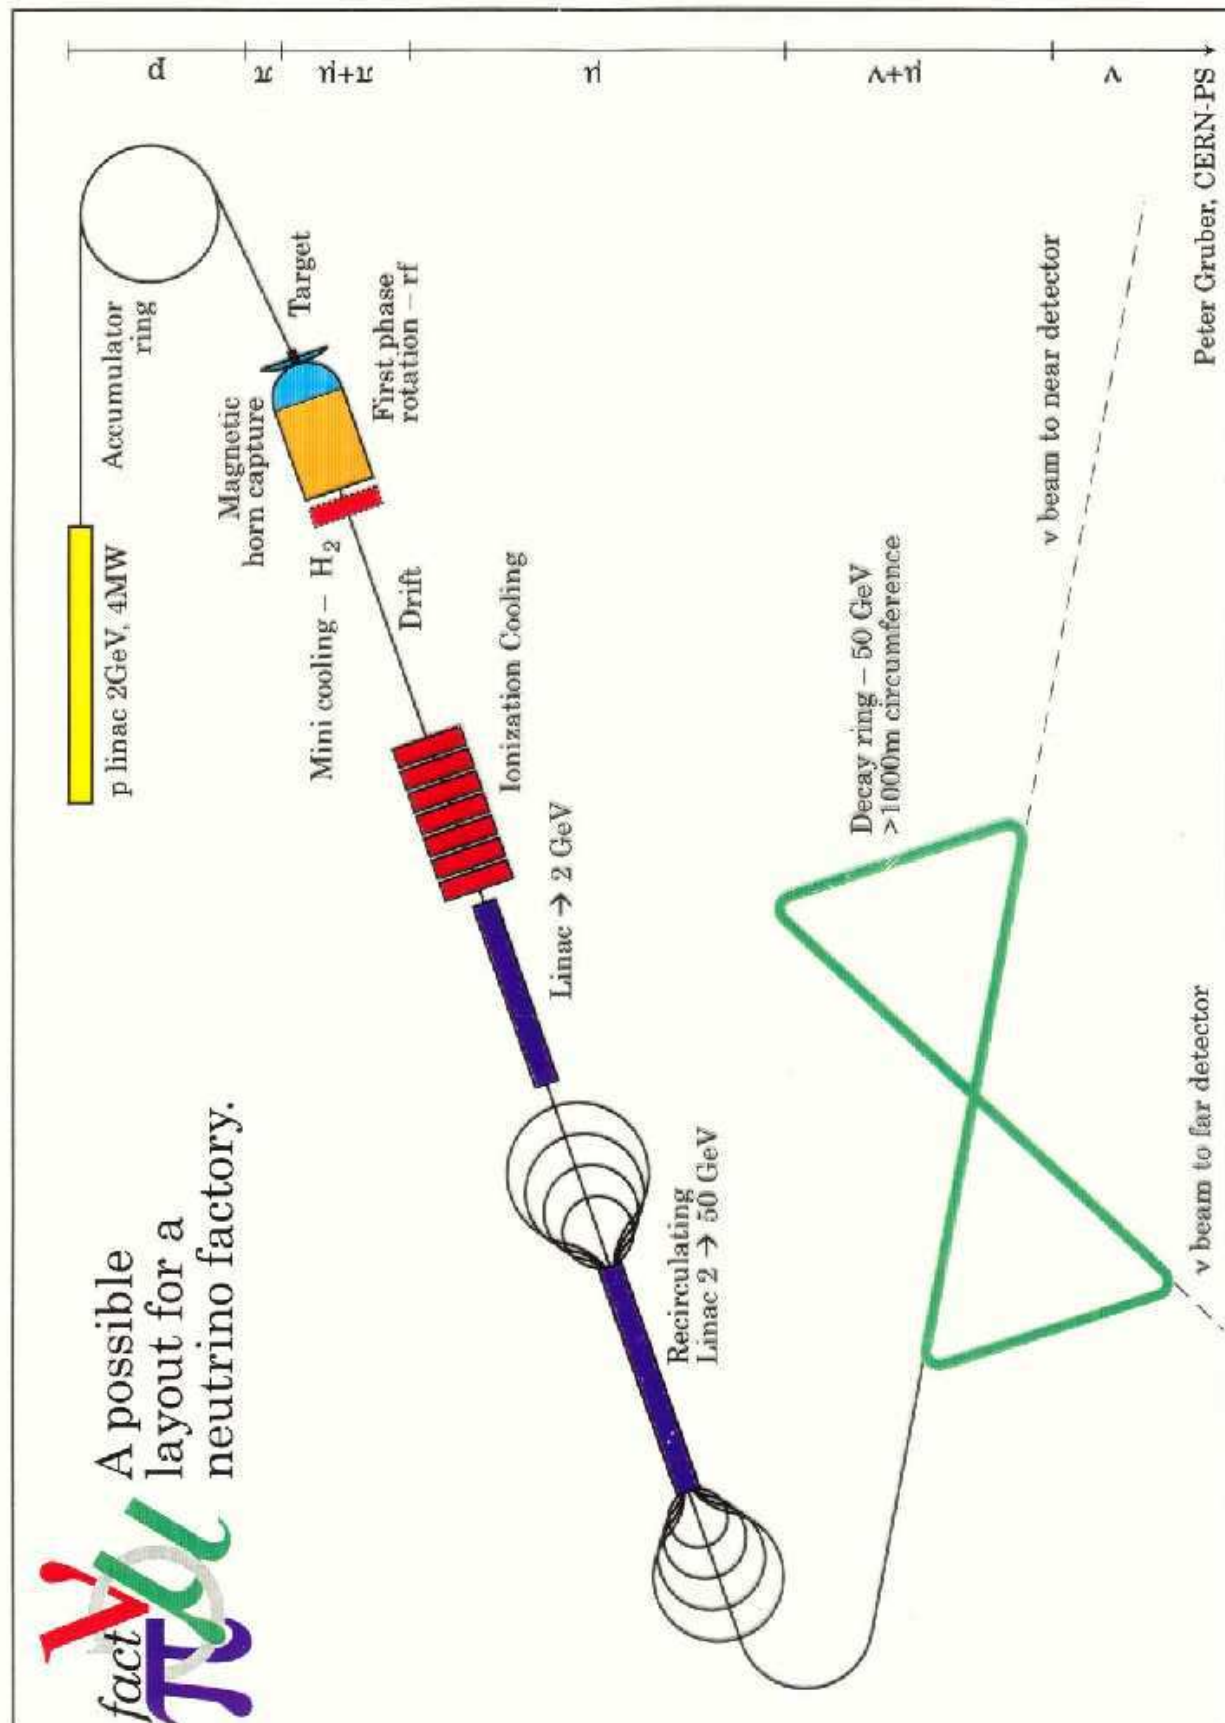 fact ν π μ μ
A possible
layout for a
neutrino factory.
p linac 2GeV, 4MW
Accumulator
ring
Magnetic
horn capture
Target
Mini cooling – H₂
First phase
rotation – rf
Drift
Ionization Cooling
Linac → 2 GeV
Recirculating
Linac 2 → 50 GeV
Decay ring – 50 GeV
>1000m circumference
ν beam to near detector
ν beam to far detector
p
π
π+μ
μ
μ+ν
ν
Peter Gruber, CERN-PS